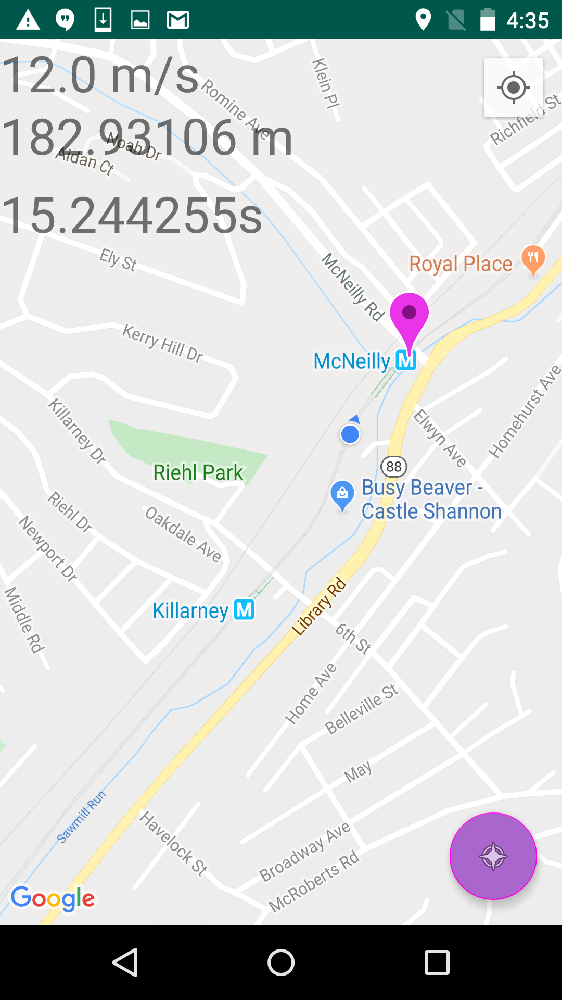 4:35
12.0 m/s
182.93106 m
15.244255s
Klein Pl
Romine Ave
Richfield St
Noah Dr
Aidan Ct
Ely St
McNeilly Rd
Royal Place
Kerry Hill Dr
McNeilly
M
Homehurst Ave
Killarney Dr
Elwyn Ave
88
Riehl Park
Busy Beaver -
Castle Shannon
Riehl Dr
Oakdale Ave
Newport Dr
Middle Rd
Killarney
M
Library Rd
6th St
Home Ave
Belleville St
May
Sawmill Run
Havelock St
Broadway Ave
McRoberts Rd
Google